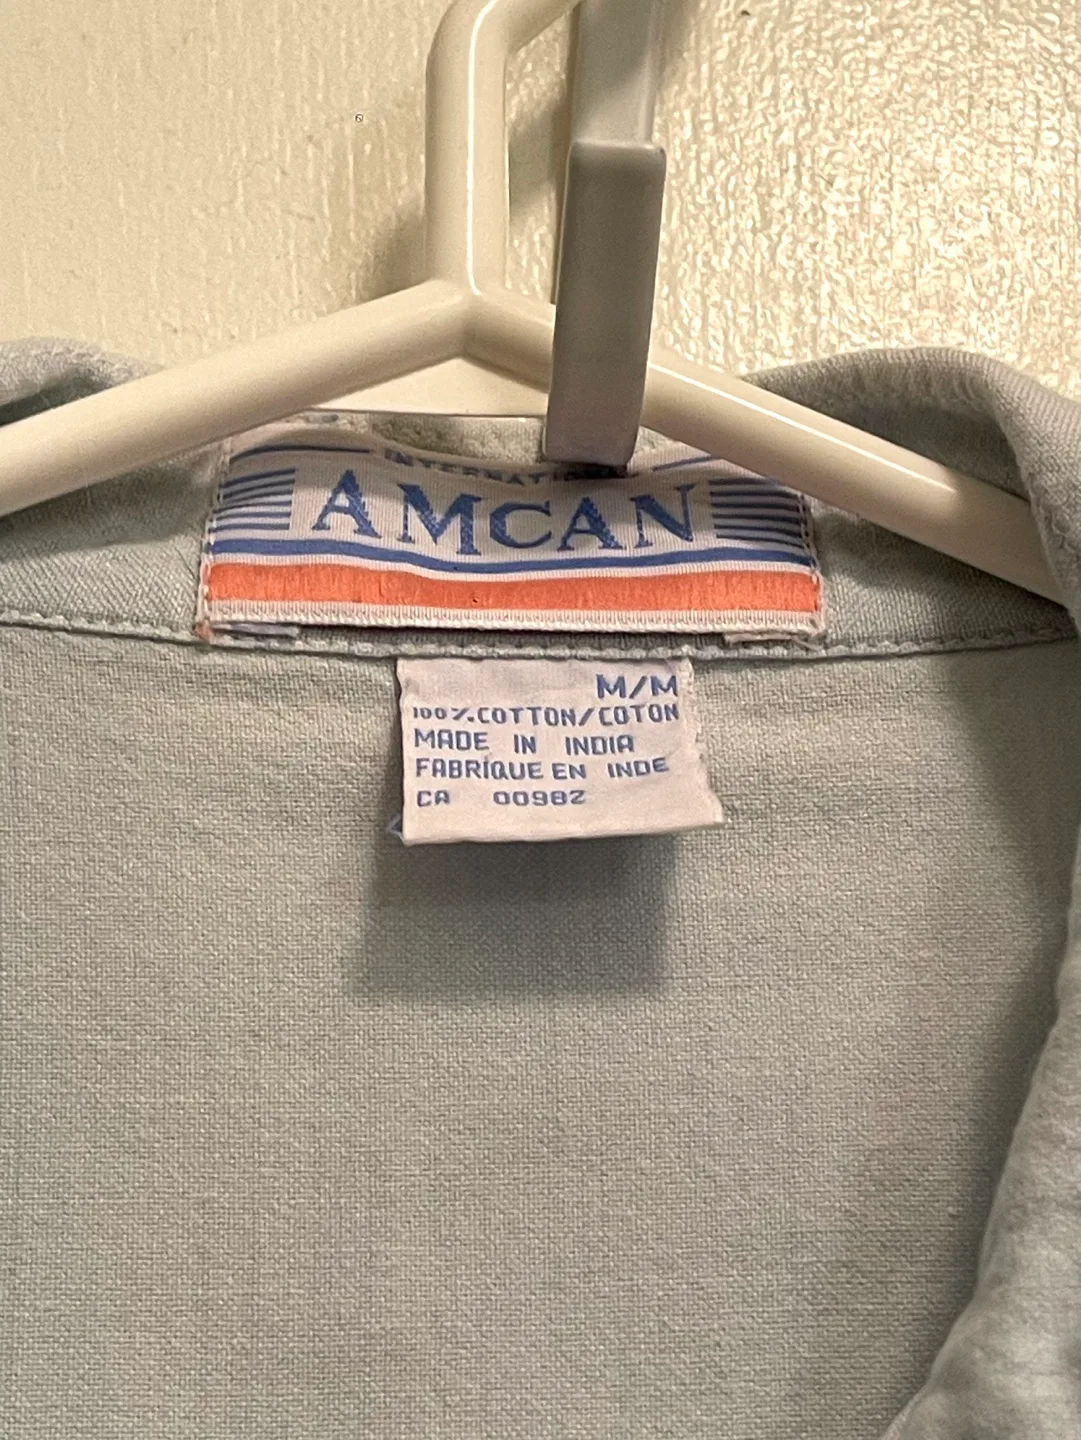 AMCAN
M/M
100%.COTTON/COTON
MADE IN INDIA
FABRIQUE EN INDE
CA 00982